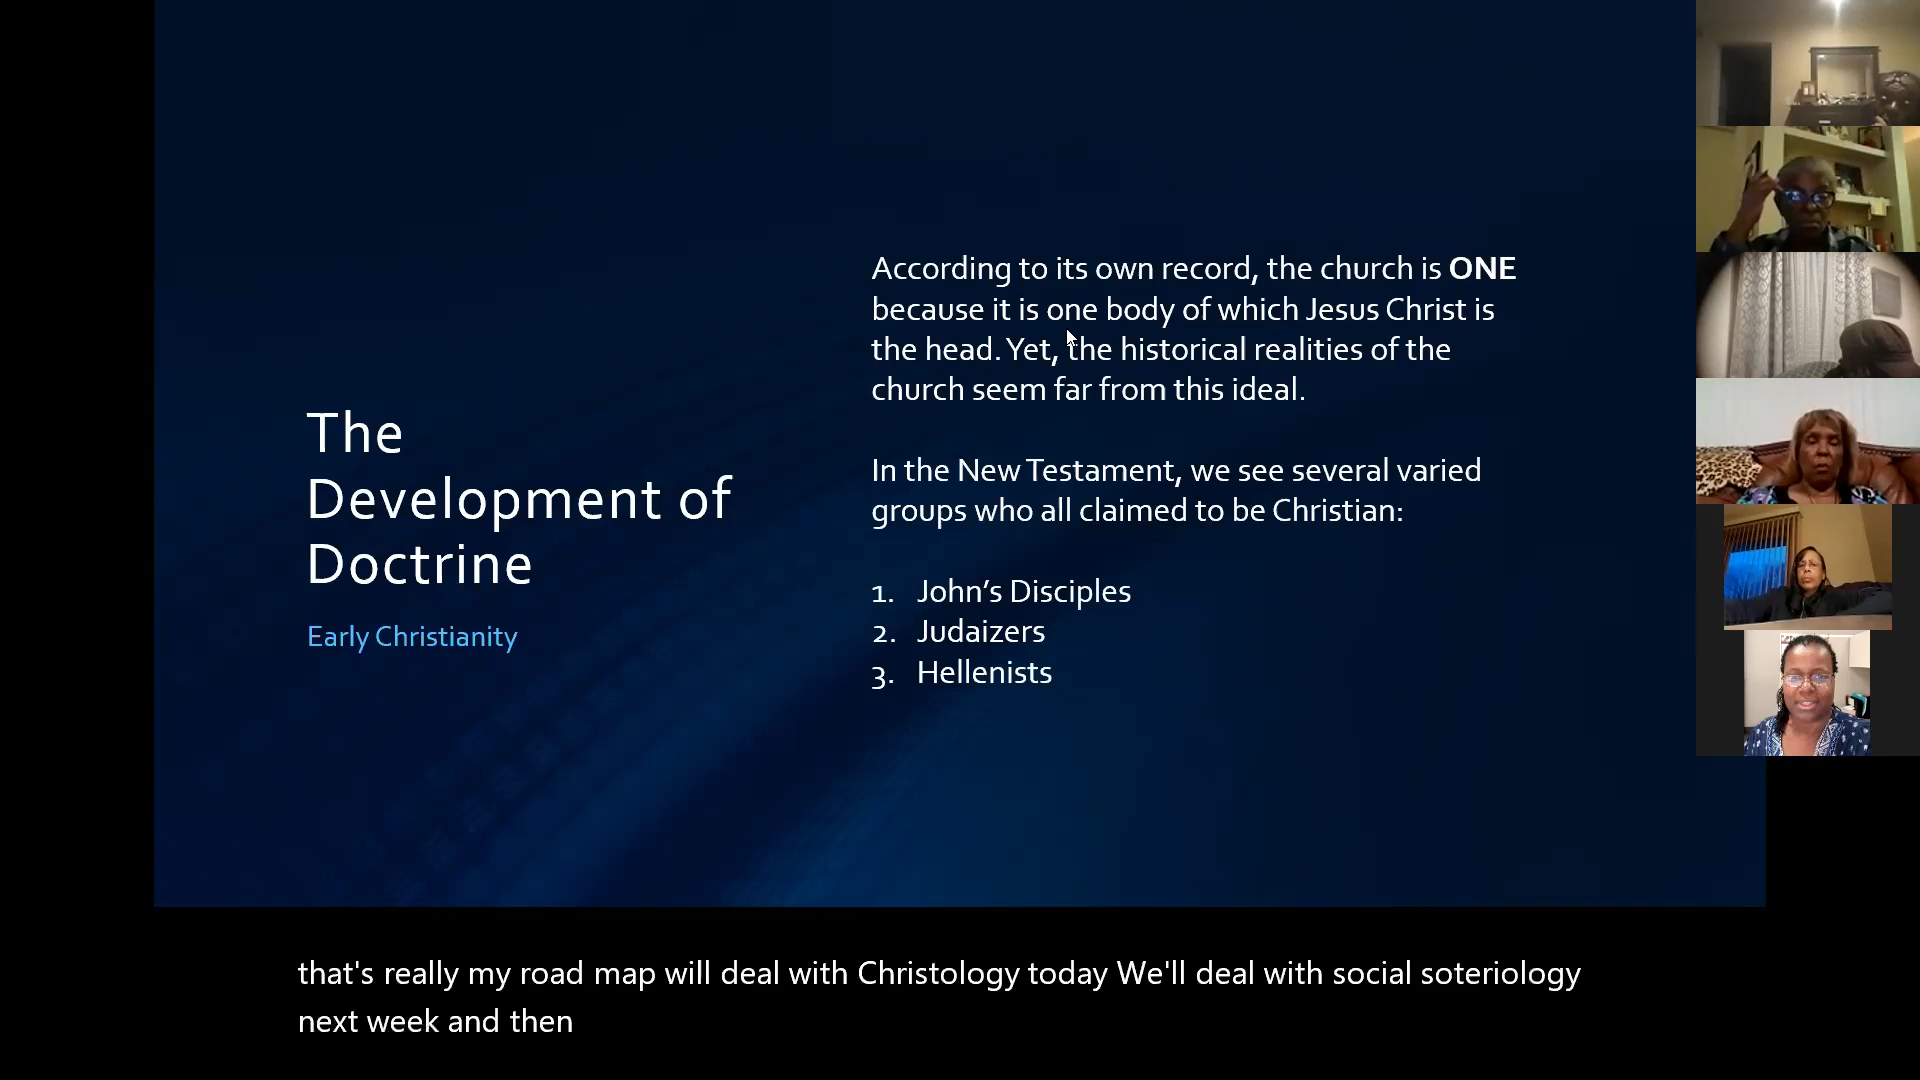 The
Development of
Doctrine
Early Christianity
According to its own record, the church is ONE
because it is one body of which Jesus Christ is
the head. Yet, the historical realities of the
church seem far from this ideal.
In the New Testament, we see several varied
groups who all claimed to be Christian:
1. John’s Disciples
2. Judaizers
3. Hellenists
that's really my road map will deal with Christology today We'll deal with social soteriology
next week and then